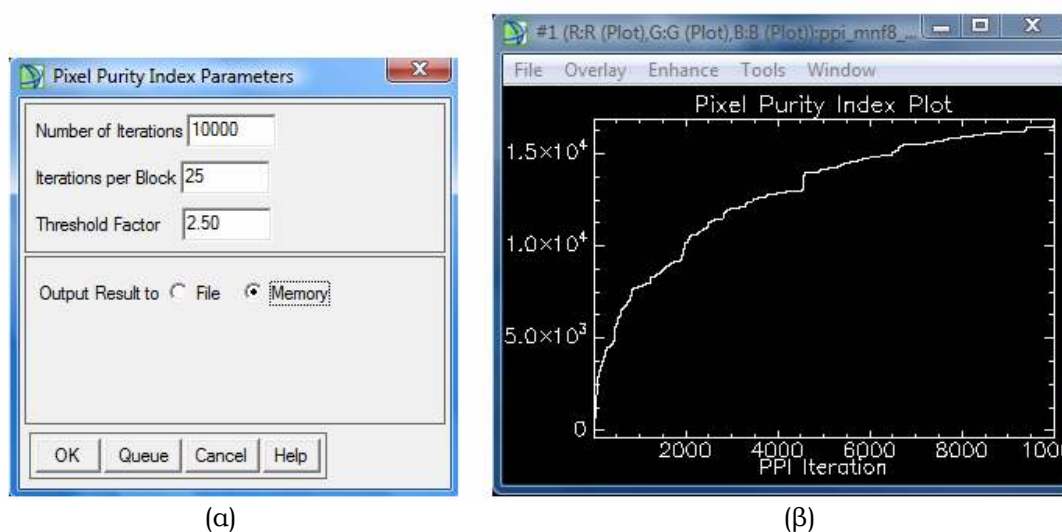 Pixel Purity Index Parameters
Number of Iterations 10000
Iterations per Block 25
Threshold Factor 2.50
Output Result to File Memory
OK Queue Cancel Help
(α)
#1 (R:R (Plot),G:G (Plot),B:B (Plot)):ppi_mnf8_...
File Overlay Enhance Tools Window
Pixel Purity Index Plot
1.5×10⁴
1.0×10⁴
5.0×10³
0
2000 4000 6000 8000 1000
PPI Iteration
(β)